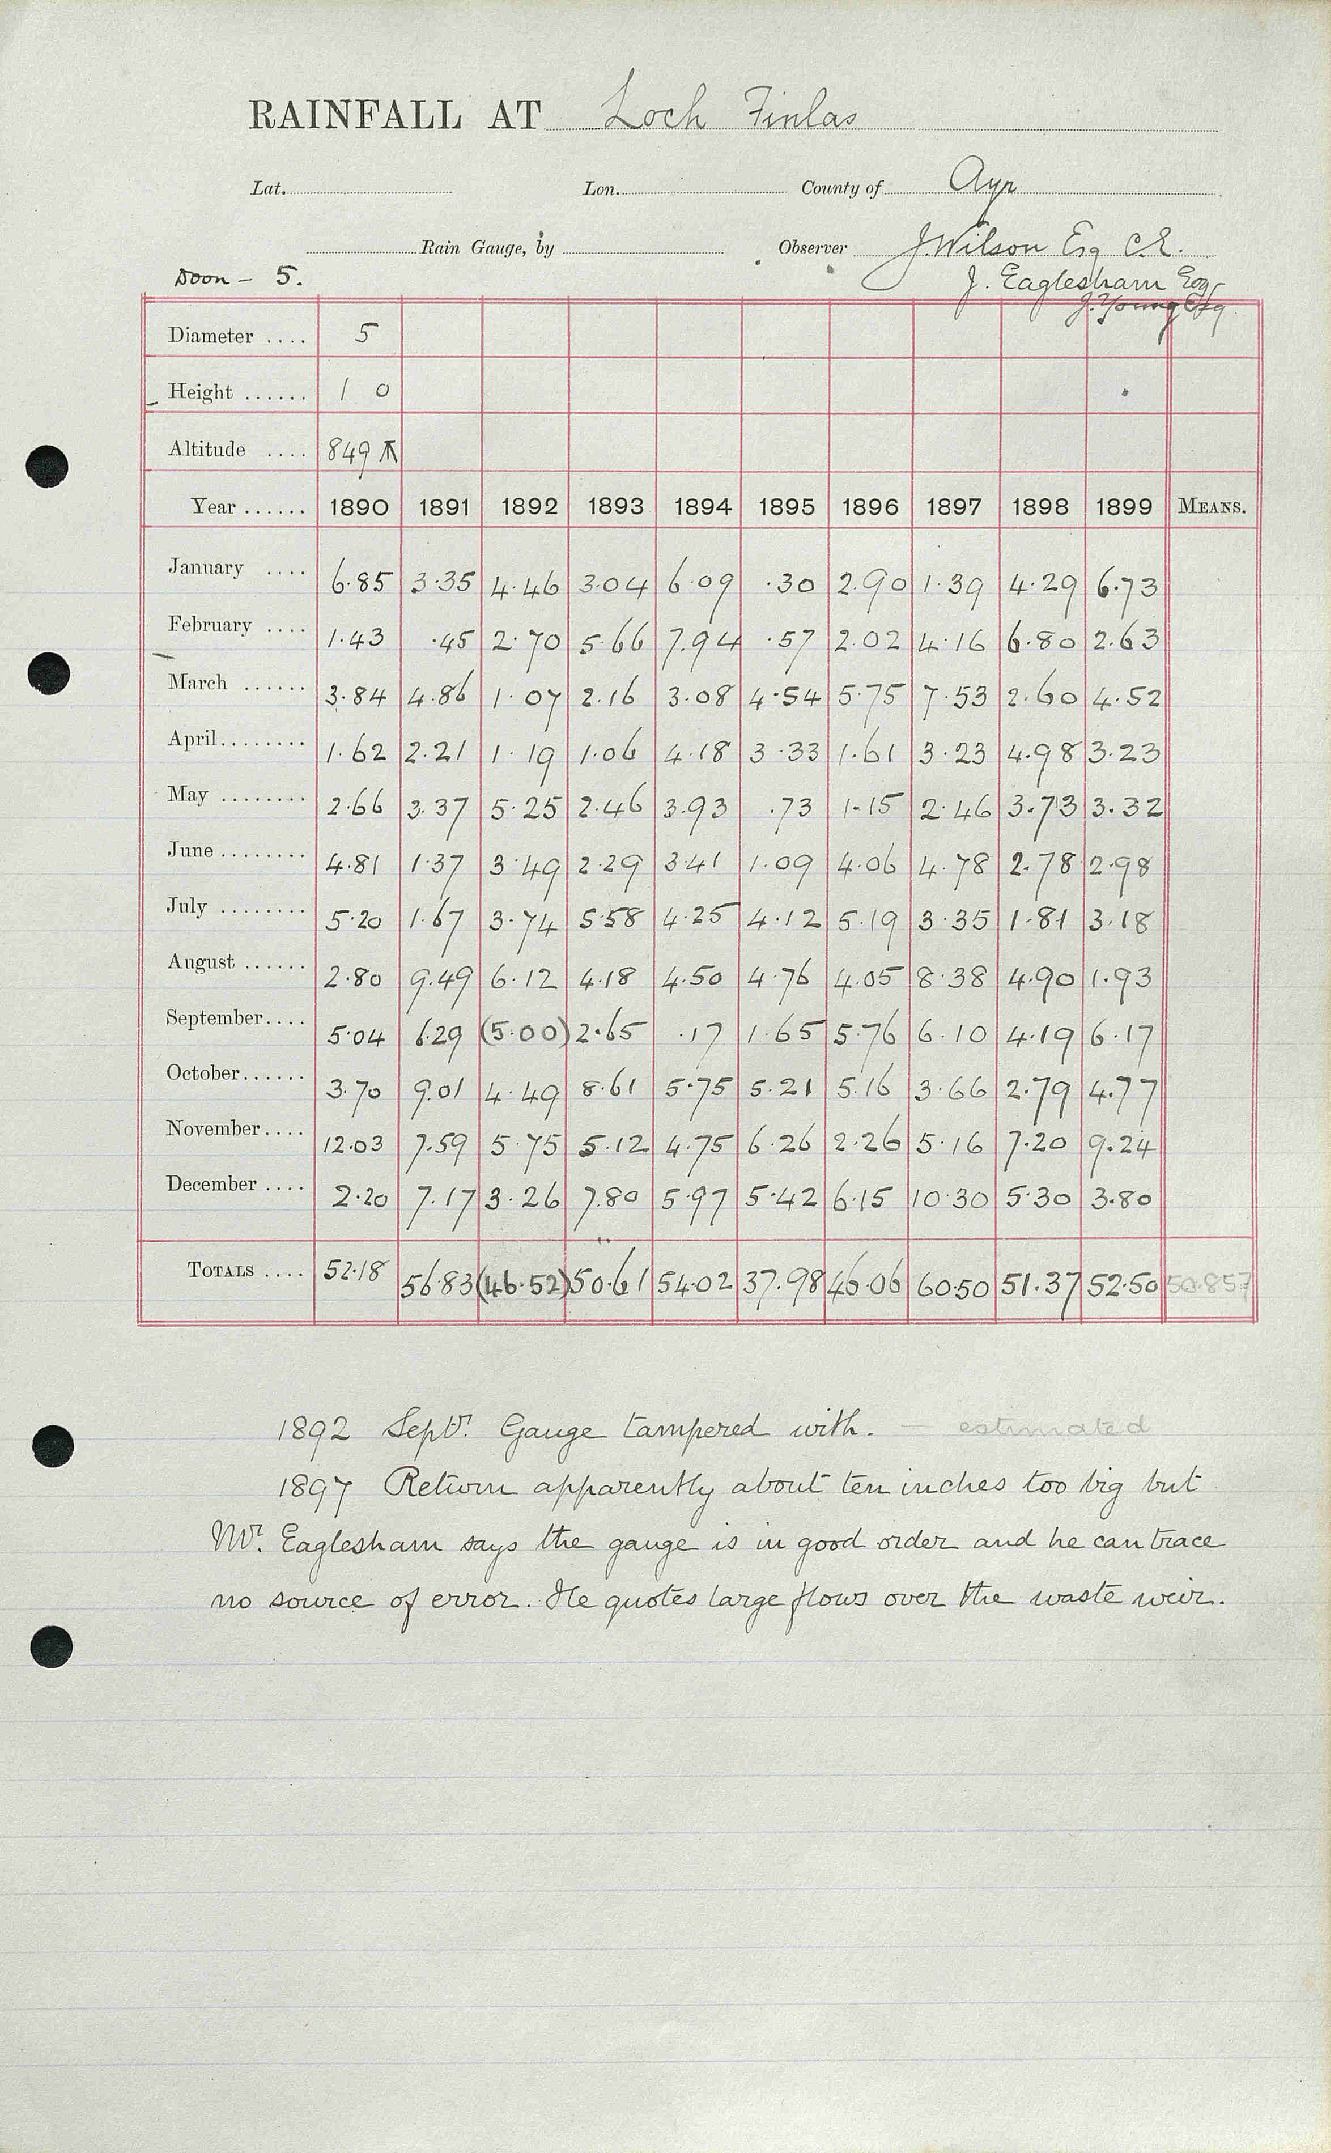 RAINFALL AT Loch Finlas
Lat. Lon. County of Ayr
Rain Gauge, by Observer J. Wilson Esq C.E.
Doon – 5. J. Eaglesham Esq
J. Young Esq
Diameter .... 5
Height ...... 1 0
Altitude .... 849
Year ...... 1890 1891 1892 1893 1894 1895 1896 1897 1898 1899 MEANS.
January .... 6.85 3.35 4.46 3.04 6.09 .30 2.90 1.39 4.29 6.73
February .... 1.43 .45 2.70 5.66 7.94 .57 2.02 4.16 6.80 2.63
March ...... 3.84 4.86 1.07 2.16 3.08 4.54 5.75 7.53 2.60 4.52
April........ 1.62 2.21 1.19 1.06 4.18 3.33 1.61 3.23 4.98 3.23
May ........ 2.66 3.37 5.25 2.46 3.93 .73 1.15 2.46 3.73 3.32
June ........ 4.81 1.37 3.49 2.29 3.41 1.09 4.06 4.78 2.78 2.98
July ........ 5.20 1.67 3.74 5.58 4.25 4.12 5.19 3.35 1.81 3.18
August ...... 2.80 9.49 6.12 4.18 4.50 4.76 4.05 8.38 4.90 1.93
September.... 5.04 6.29 (5.00) 2.65 .17 1.65 5.76 6.10 4.19 6.17
October...... 3.70 9.01 4.49 8.61 5.75 5.21 5.16 3.66 2.79 4.77
November.... 12.03 7.59 5.75 5.12 4.75 6.26 2.26 5.16 7.20 9.24
December .... 2.20 7.17 3.26 7.80 5.97 5.42 6.15 10.30 5.30 3.80
TOTALS .... 52.18 56.83 (46.52) 50.61 54.02 37.98 46.06 60.50 51.37 52.50 50.857
1892 Septr. Gauge tampered with. – estimated
1897 Return apparently about ten inches too big but
Mr. Eaglesham says the gauge is in good order and he can trace
no source of error. He quotes large flows over the waste weir.